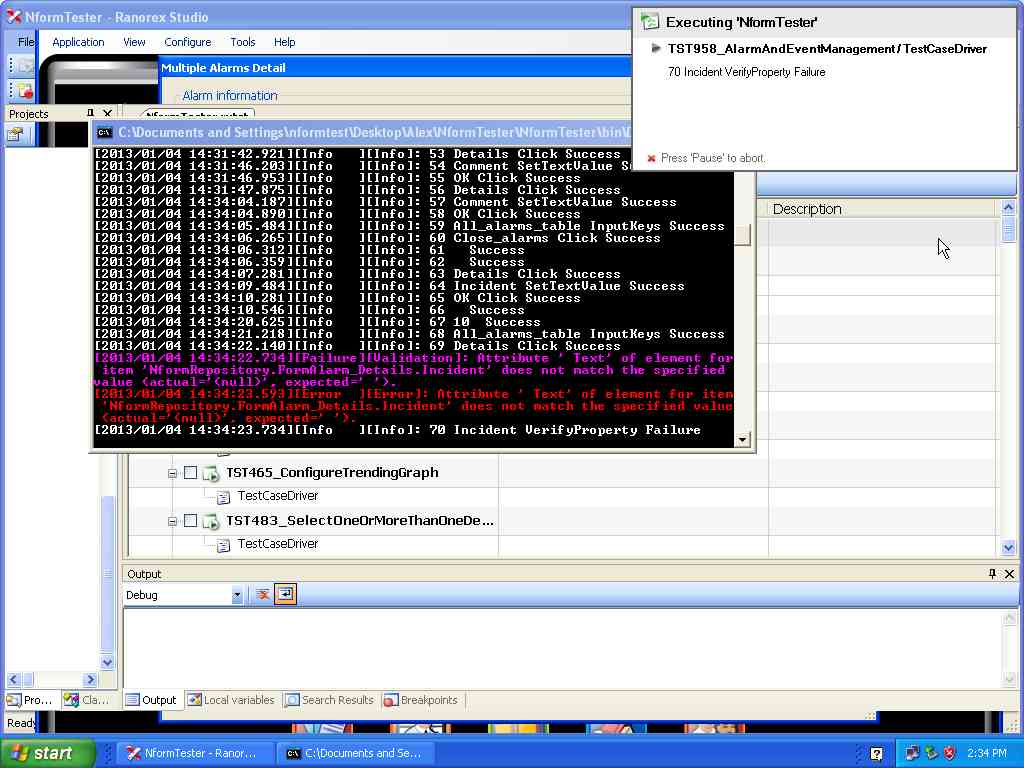 NformTester - Ranorex Studio
File Application View Configure Tools Help
Executing 'NformTester'
TST958_AlarmAndEventManagement/TestCaseDriver
70 Incident VerifyProperty Failure
Press 'Pause' to abort.
Multiple Alarms Detail
Alarm information
Projects
C:\Documents and Settings\nformtest\Desktop\Alex\NformTester\NformTester\bin\
[2013/01/04 14:31:42.921][Info ][Info]: 53 Details Click Success
[2013/01/04 14:31:46.203][Info ][Info]: 54 Comment SetTextValue
[2013/01/04 14:31:46.953][Info ][Info]: 55 OK Click Success
[2013/01/04 14:31:47.875][Info ][Info]: 56 Details Click Success
[2013/01/04 14:34:04.187][Info ][Info]: 57 Comment SetTextValue Success
[2013/01/04 14:34:04.890][Info ][Info]: 58 OK Click Success
[2013/01/04 14:34:05.484][Info ][Info]: 59 All_alarms_table InputKeys Success
[2013/01/04 14:34:06.265][Info ][Info]: 60 Close_alarms Click Success
[2013/01/04 14:34:06.312][Info ][Info]: 61 Success
[2013/01/04 14:34:06.359][Info ][Info]: 62 Success
[2013/01/04 14:34:07.281][Info ][Info]: 63 Details Click Success
[2013/01/04 14:34:09.484][Info ][Info]: 64 Incident SetTextValue Success
[2013/01/04 14:34:10.281][Info ][Info]: 65 OK Click Success
[2013/01/04 14:34:10.546][Info ][Info]: 66 Success
[2013/01/04 14:34:20.625][Info ][Info]: 67 10 Success
[2013/01/04 14:34:21.218][Info ][Info]: 68 All_alarms_table InputKeys Success
[2013/01/04 14:34:22.140][Info ][Info]: 69 Details Click Success
[2013/01/04 14:34:22.734][Failure][Validation]: Attribute ' Text' of element for
item 'NformRepository.FormAlarm_Details.Incident' does not match the specified
value (actual='(null)', expected=' ').
[2013/01/04 14:34:23.593][Error ][Error]: Attribute ' Text' of element for item
'NformRepository.FormAlarm_Details.Incident' does not match the specified value
(actual='(null)', expected=' ').
[2013/01/04 14:34:23.734][Info ][Info]: 70 Incident VerifyProperty Failure
Description
TST465_ConfigureTrendingGraph
TestCaseDriver
TST483_SelectOneOrMoreThanOneDe...
TestCaseDriver
Output
Debug
Pro... Cla... Output Local variables Search Results Breakpoints
Ready
start NformTester - Ranor... C:\Documents and Se... 2:34 PM